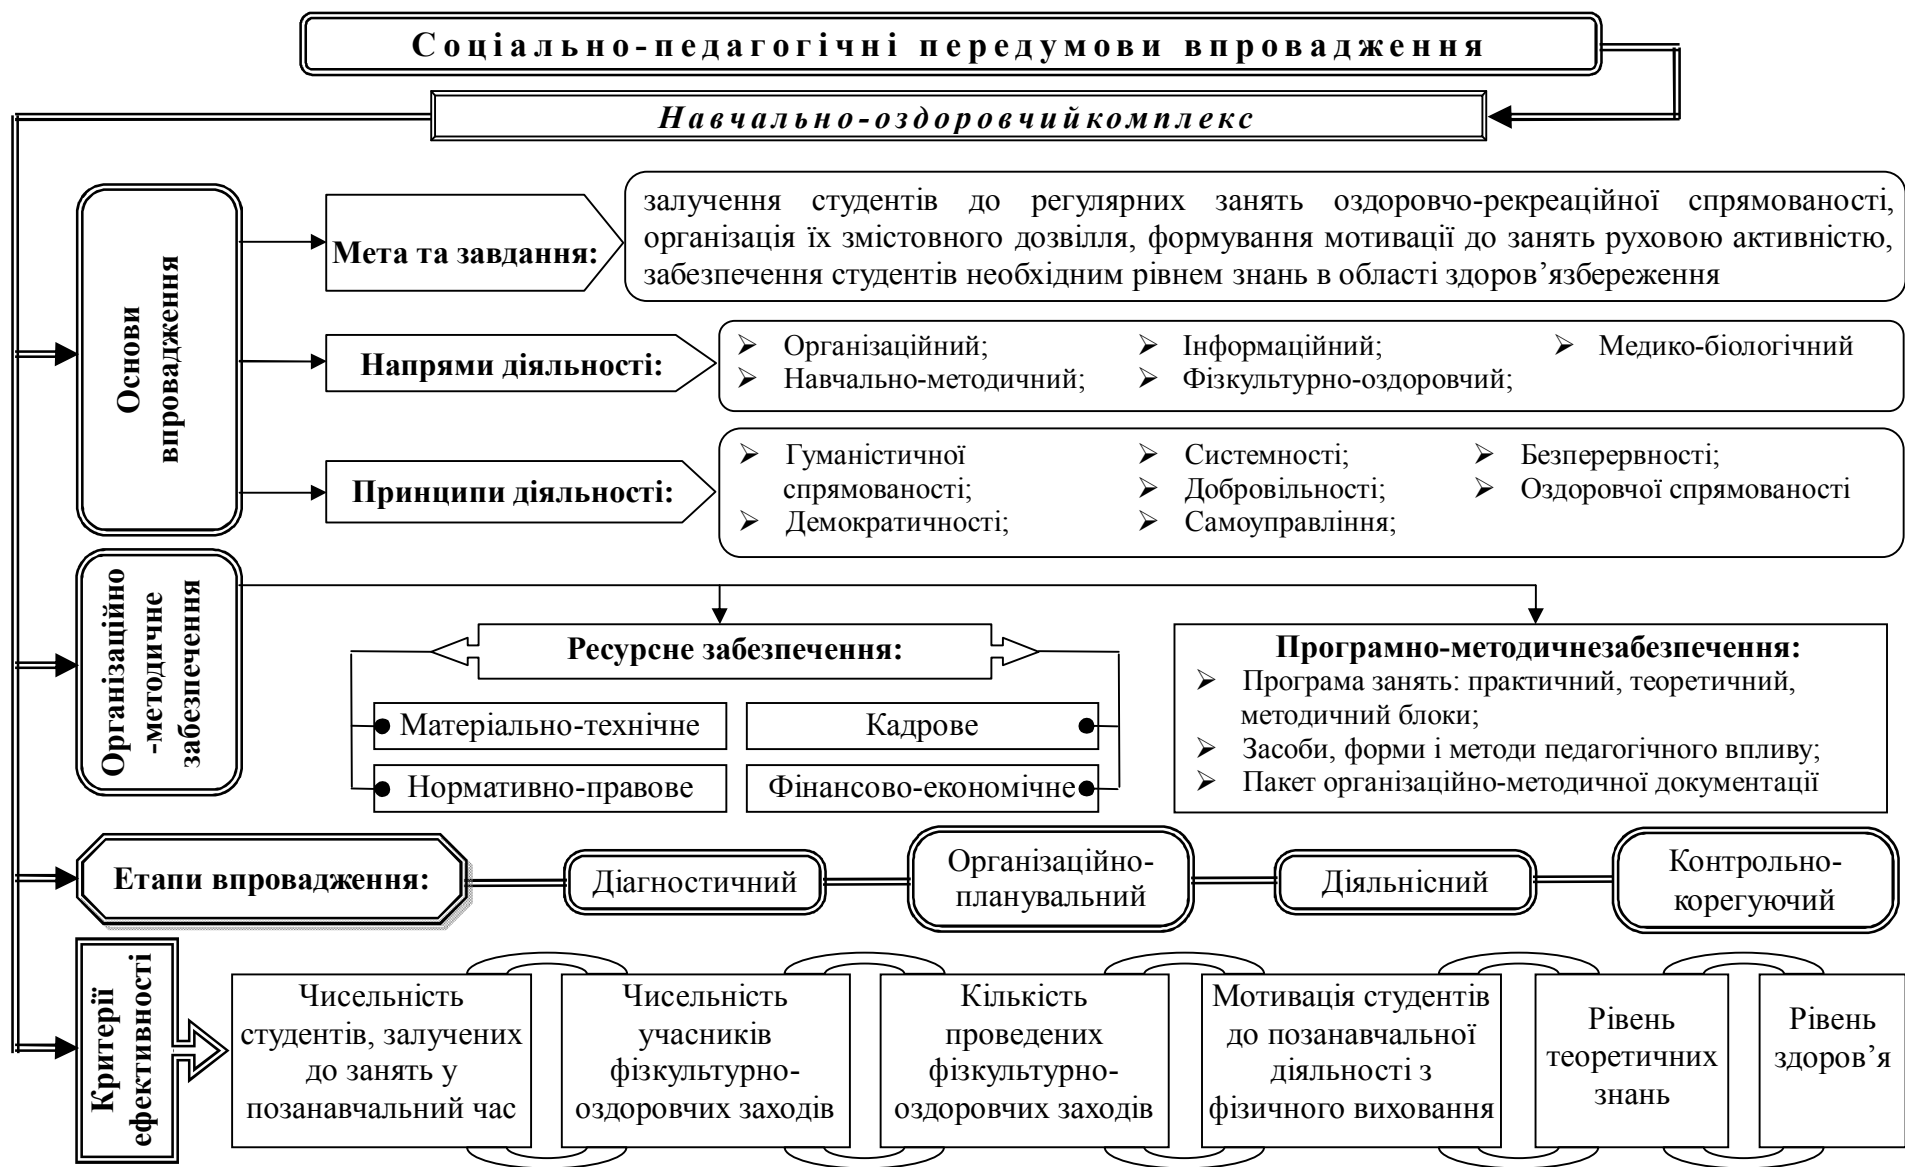 Соціально-педагогічні передумови впровадження
Навчально-оздоровчийкомплекс
Основи
впровадження
Мета та завдання:
залучення студентів до регулярних занять оздоровчо-рекреаційної спрямованості,
організація їх змістовного дозвілля, формування мотивації до занять руховою активністю,
забезпечення студентів необхідним рівнем знань в області здоров’язбереження
Напрями діяльності:
➢ Організаційний;
➢ Навчально-методичний;
➢ Інформаційний;
➢ Фізкультурно-оздоровчий;
➢ Медико-біологічний
Принципи діяльності:
➢ Гуманістичної
спрямованості;
➢ Демократичності;
➢ Системності;
➢ Добровільності;
➢ Самоуправління;
➢ Безперервності;
➢ Оздоровчої спрямованості
Організаційно
-методичне
забезпечення
Ресурсне забезпечення:
Матеріально-технічне
Кадрове
Нормативно-правове
Фінансово-економічне
Програмно-методичнезабезпечення:
➢ Програма занять: практичний, теоретичний,
методичний блоки;
➢ Засоби, форми і методи педагогічного впливу;
➢ Пакет організаційно-методичної документації
Етапи впровадження:
Діагностичний
Організаційно-
планувальний
Діяльнісний
Контрольно-
корегуючий
Критерії
ефективності
Чисельність
студентів, залучених
до занять у
позанавчальний час
Чисельність
учасників
фізкультурно-
оздоровчих заходів
Кількість
проведених
фізкультурно-
оздоровчих заходів
Мотивація студентів
до позанавчальної
діяльності з
фізичного виховання
Рівень
теоретичних
знань
Рівень
здоров’я